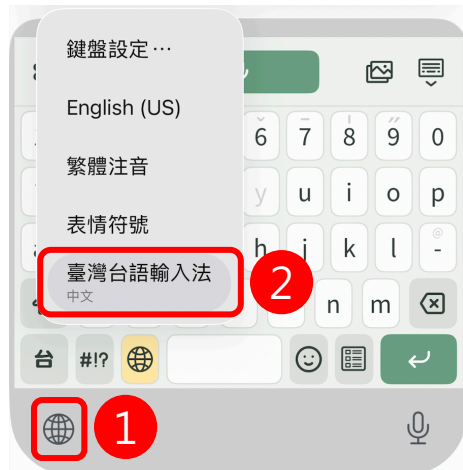 鍵盤設定…
English (US)
繁體注音
表情符號
臺灣台語輸入法
中文
2
6 7 8 9 0
y u i o p
h j k l @ -
n m
台 #!?
1